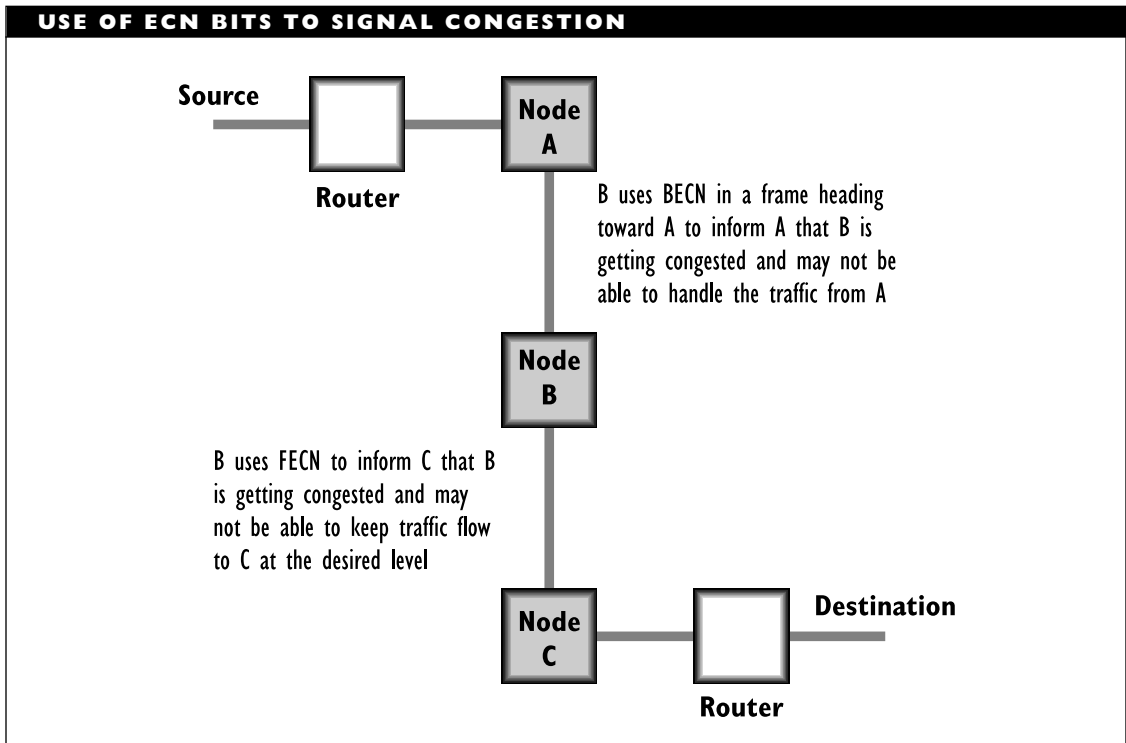 USE OF ECN BITS TO SIGNAL CONGESTION
Source
Node
A
Router
B uses BECN in a frame heading
toward A to inform A that B is
getting congested and may not be
able to handle the traffic from A
Node
B
B uses FECN to inform C that B
is getting congested and may
not be able to keep traffic flow
to C at the desired level
Node
C
Destination
Router